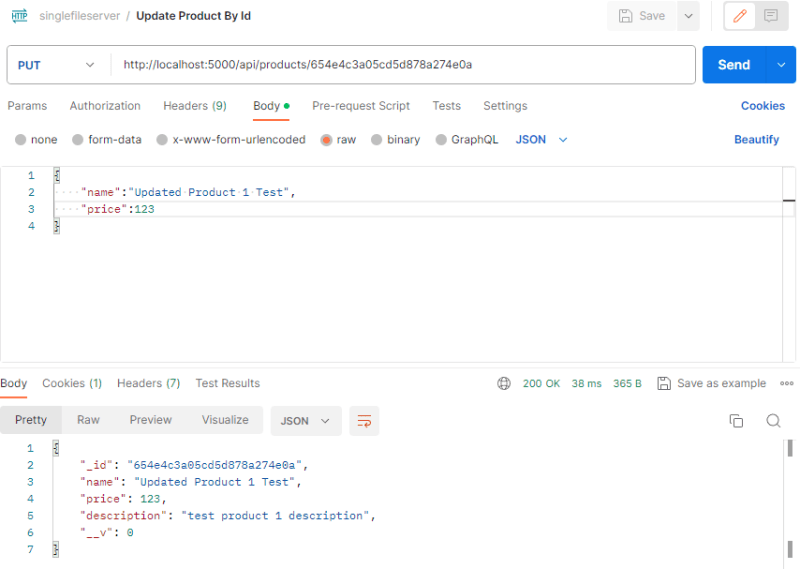 HTTP singlefileserver / Update Product By Id Save
PUT http://localhost:5000/api/products/654e4c3a05cd5d878a274e0a Send
Params Authorization Headers (9) Body Pre-request Script Tests Settings Cookies
none form-data x-www-form-urlencoded raw binary GraphQL JSON Beautify
1 {
2 "name":"Updated Product 1 Test",
3 "price":123
4 }
Body Cookies (1) Headers (7) Test Results 200 OK 38 ms 365 B Save as example
Pretty Raw Preview Visualize JSON
1 {
2 "_id": "654e4c3a05cd5d878a274e0a",
3 "name": "Updated Product 1 Test",
4 "price": 123,
5 "description": "test product 1 description",
6 "__v": 0
7 }